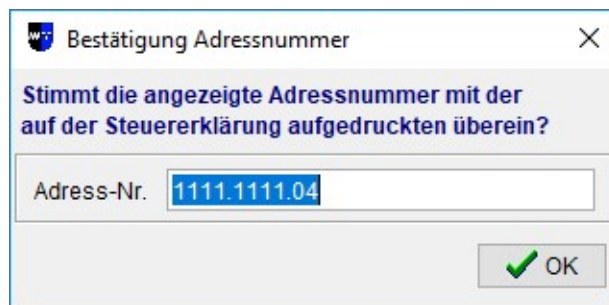 Bestätigung Adressnummer
Stimmt die angezeigte Adressnummer mit der
auf der Steuererklärung aufgedruckten überein?
Adress-Nr. 1111.1111.04
OK